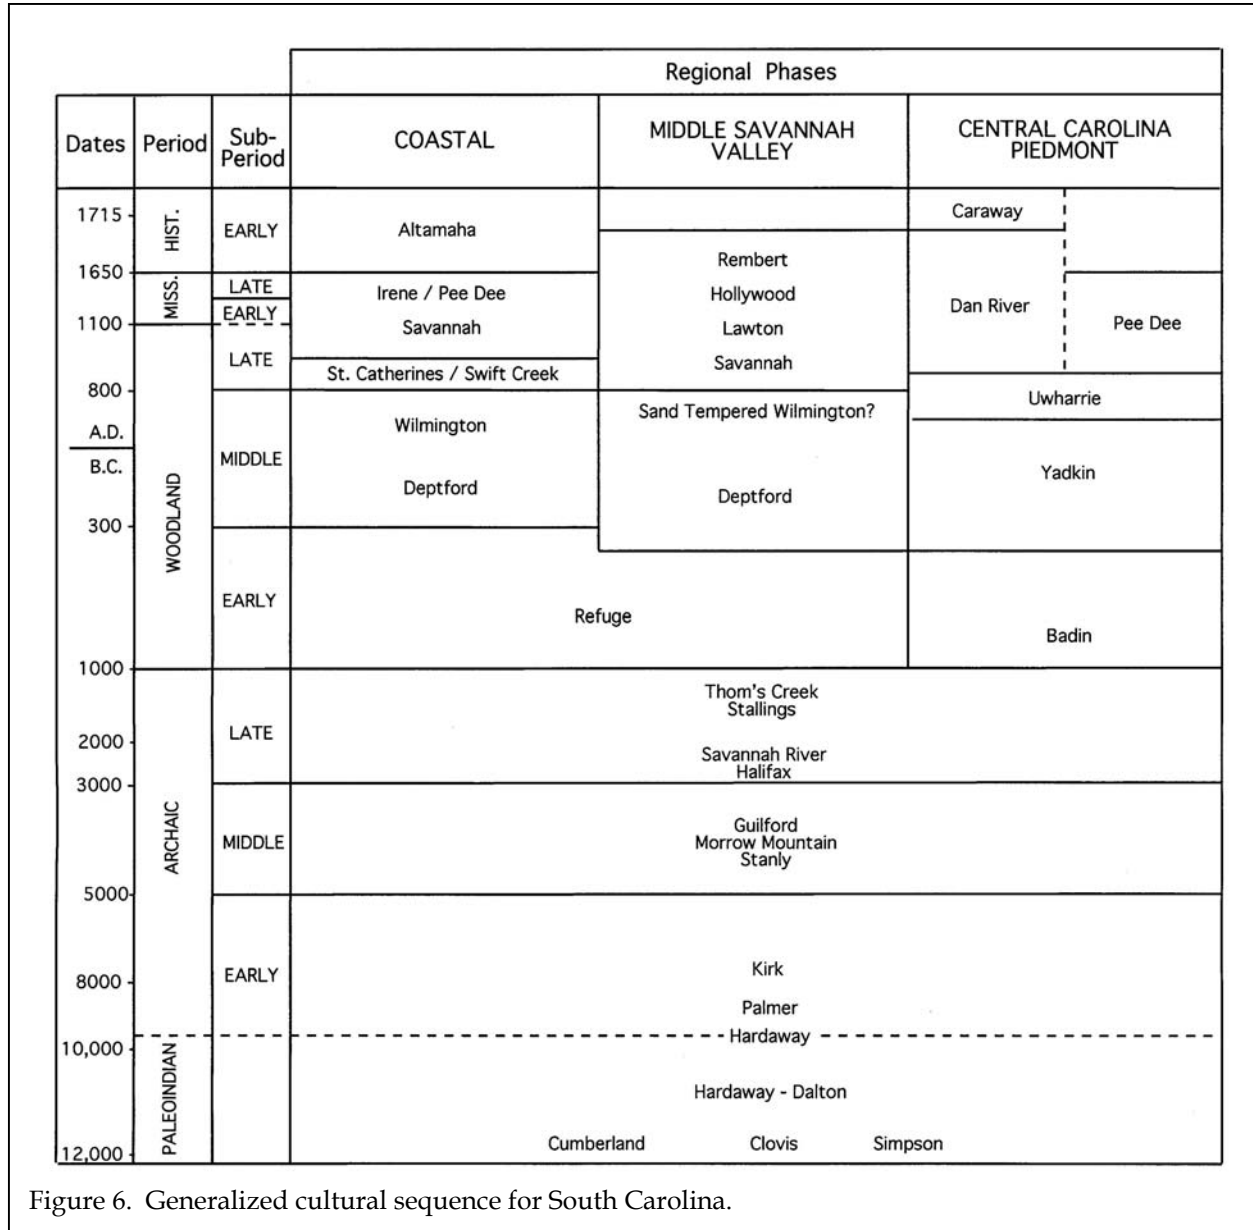 Regional Phases
Dates Period Sub-Period COASTAL MIDDLE SAVANNAH VALLEY CENTRAL CAROLINA PIEDMONT
1715
HIST.
EARLY
Altamaha
Caraway
1650
MISS.
LATE
EARLY
Irene / Pee Dee
Savannah
Rembert
Hollywood
Lawton
Savannah
Dan River
Pee Dee
1100
LATE
St. Catherines / Swift Creek
800
A.D.
B.C.
WOODLAND
MIDDLE
Wilmington
Deptford
Sand Tempered Wilmington?
Deptford
Uwharrie
Yadkin
300
EARLY
Refuge
Badin
1000
ARCHAIC
LATE
Thom's Creek
Stallings
2000
Savannah River
Halifax
3000
MIDDLE
Guilford
Morrow Mountain
Stanly
5000
EARLY
Kirk
8000
Palmer
Hardaway
10,000
PALEOINDIAN
Hardaway - Dalton
Cumberland Clovis Simpson
12,000
Figure 6. Generalized cultural sequence for South Carolina.